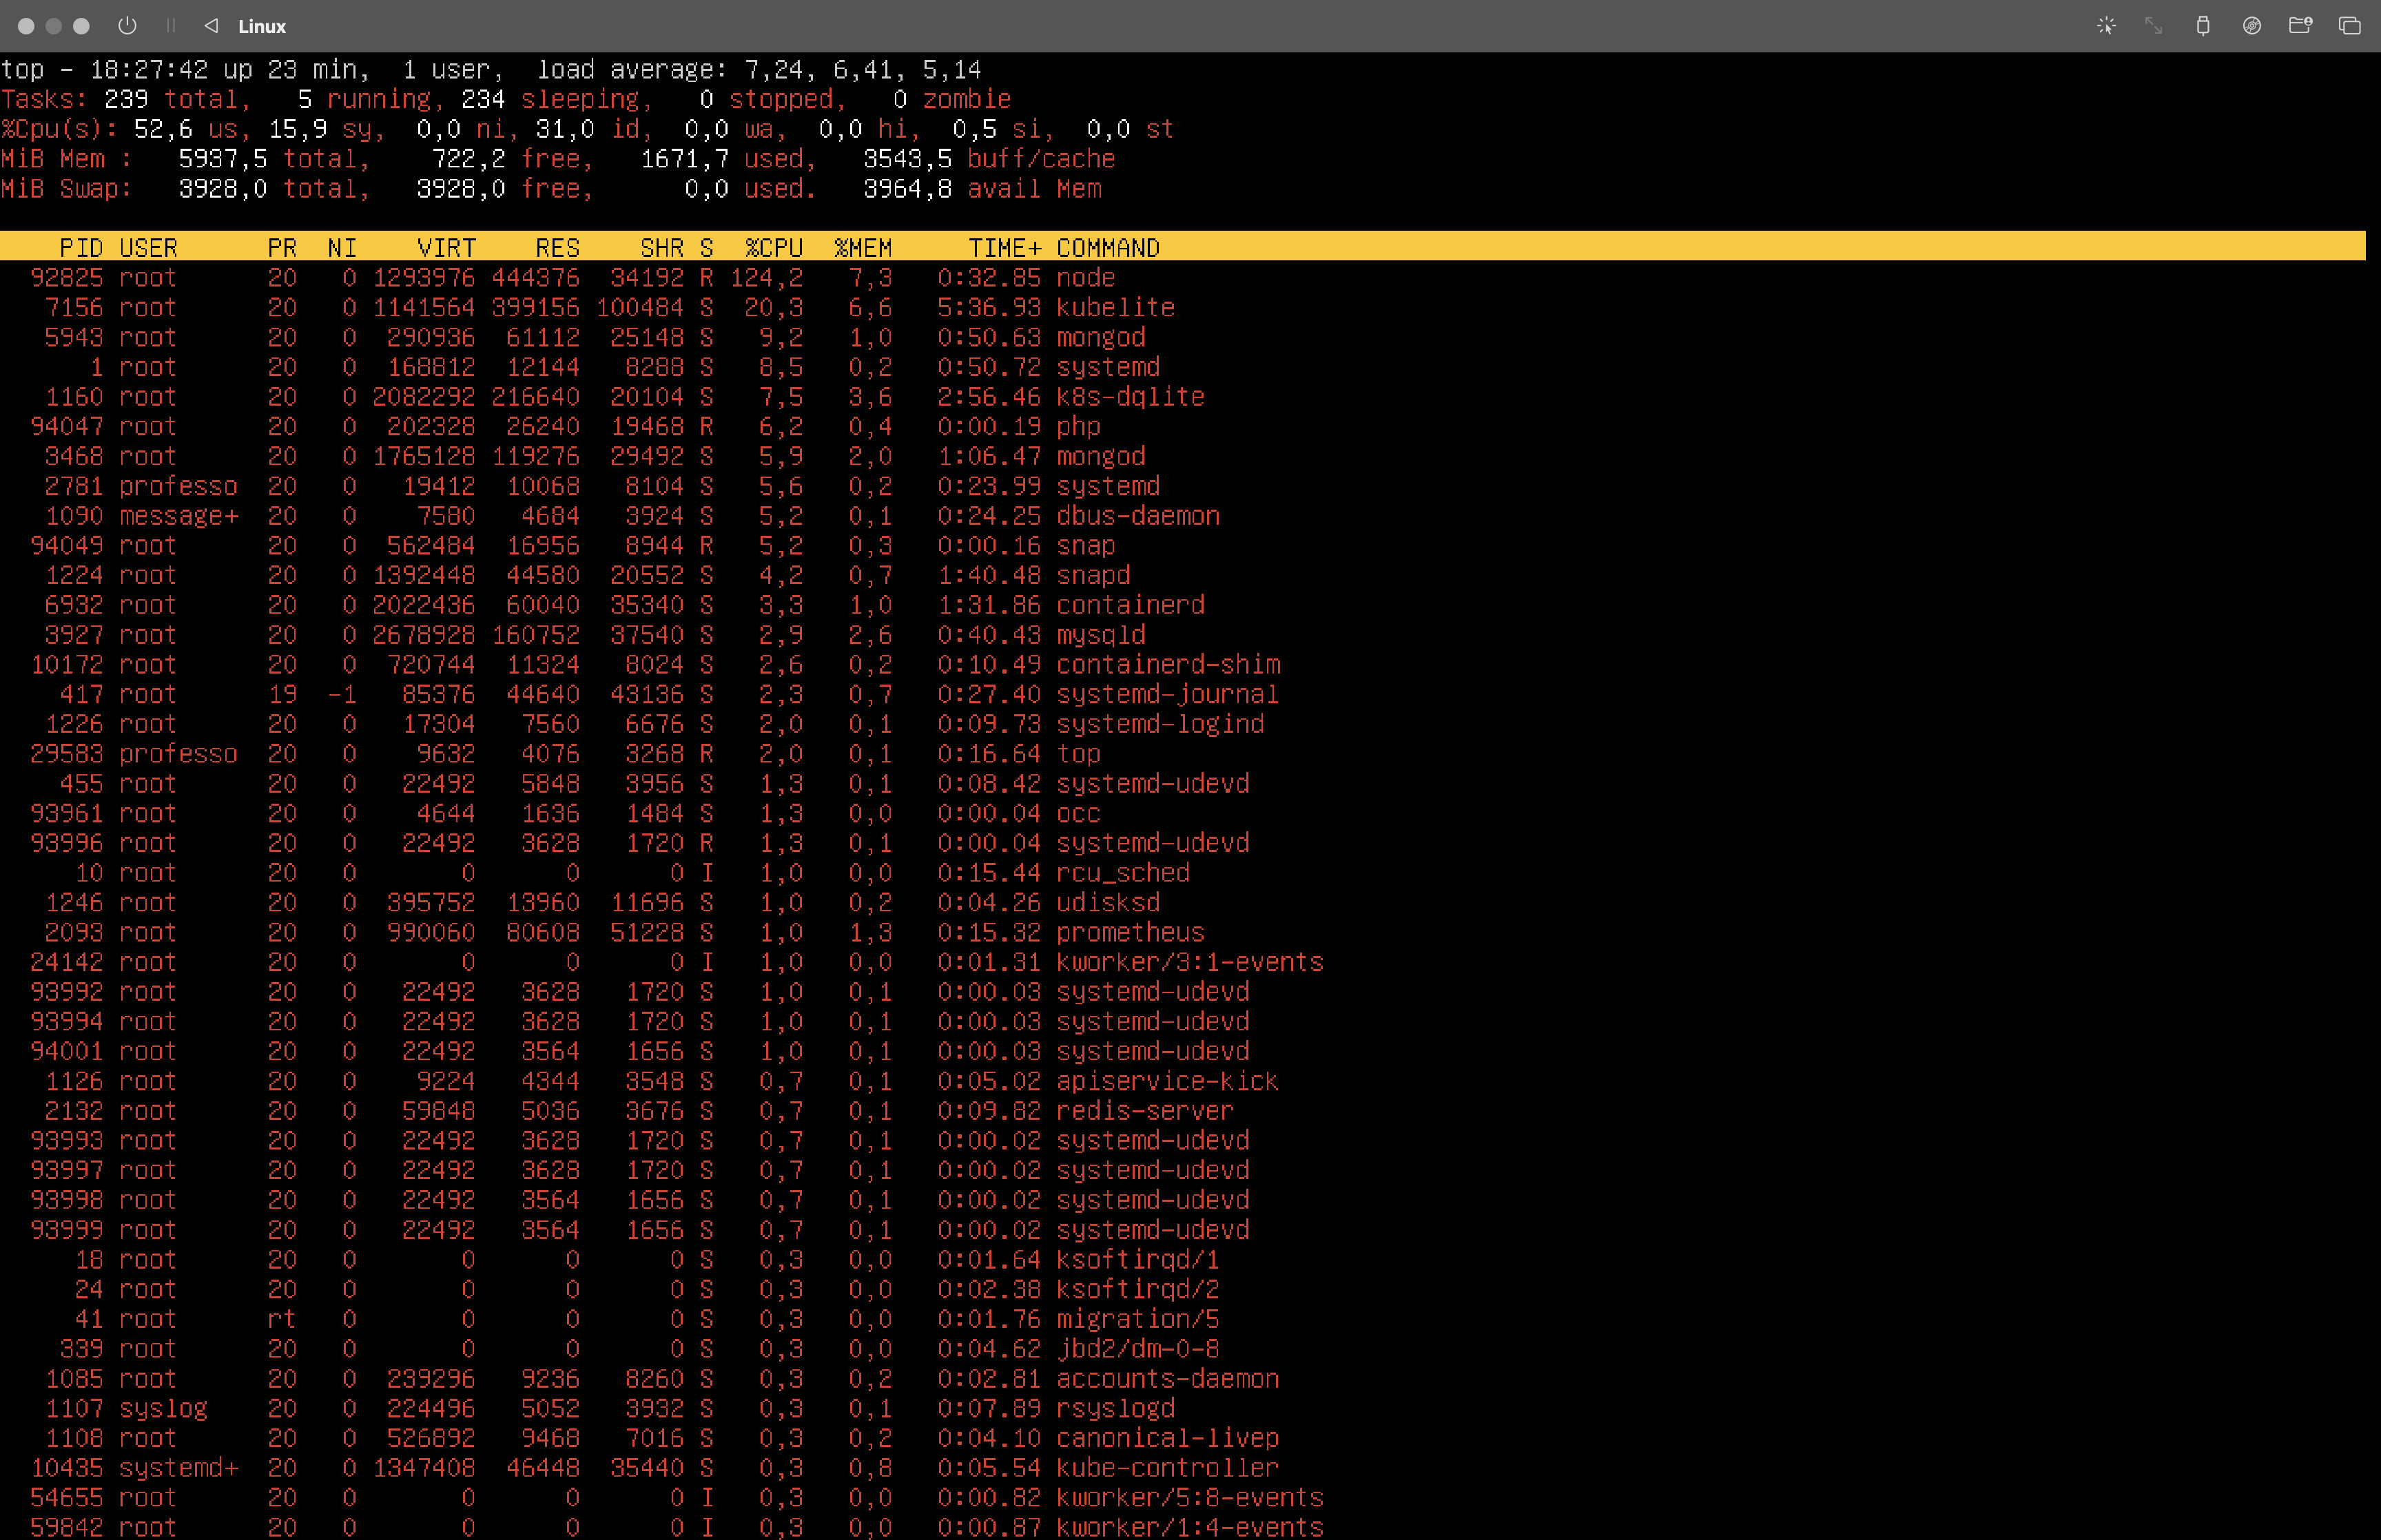 Linux
top - 18:27:42 up 23 min,  1 user,  load average: 7,24, 6,41, 5,14
Tasks: 239 total,   5 running, 234 sleeping,   0 stopped,   0 zombie
%Cpu(s): 52,6 us, 15,9 sy,  0,0 ni, 31,0 id,  0,0 wa,  0,0 hi,  0,5 si,  0,0 st
MiB Mem :   5937,5 total,    722,2 free,   1671,7 used,   3543,5 buff/cache
MiB Swap:   3928,0 total,   3928,0 free,      0,0 used.   3964,8 avail Mem
PID USER PR NI VIRT RES SHR S %CPU %MEM TIME+ COMMAND
92825 root 20 0 1293976 444376 34192 R 124,2 7,3 0:32.85 node
7156 root 20 0 1141564 399156 100484 S 20,3 6,6 5:36.93 kubelite
5943 root 20 0 290936 61112 25148 S 9,2 1,0 0:50.63 mongod
1 root 20 0 168812 12144 8288 S 8,5 0,2 0:50.72 systemd
1160 root 20 0 2082292 216640 20104 S 7,5 3,6 2:56.46 k8s-dqlite
94047 root 20 0 202328 26240 19468 R 6,2 0,4 0:00.19 php
3468 root 20 0 1765128 119276 29492 S 5,9 2,0 1:06.47 mongod
2781 professo 20 0 19412 10068 8104 S 5,6 0,2 0:23.99 systemd
1090 message+ 20 0 7580 4684 3924 S 5,2 0,1 0:24.25 dbus-daemon
94049 root 20 0 562484 16956 8944 R 5,2 0,3 0:00.16 snap
1224 root 20 0 1392448 44580 20552 S 4,2 0,7 1:40.48 snapd
6932 root 20 0 2022436 60040 35340 S 3,3 1,0 1:31.86 containerd
3927 root 20 0 2678928 160752 37540 S 2,9 2,6 0:40.43 mysqld
10172 root 20 0 720744 11324 8024 S 2,6 0,2 0:10.49 containerd-shim
417 root 19 -1 85376 44640 43136 S 2,3 0,7 0:27.40 systemd-journal
1226 root 20 0 17304 7560 6676 S 2,0 0,1 0:09.73 systemd-logind
29583 professo 20 0 9632 4076 3268 R 2,0 0,1 0:16.64 top
455 root 20 0 22492 5848 3956 S 1,3 0,1 0:08.42 systemd-udevd
93961 root 20 0 4644 1636 1484 S 1,3 0,0 0:00.04 occ
93996 root 20 0 22492 3628 1720 R 1,3 0,1 0:00.04 systemd-udevd
10 root 20 0 0 0 0 I 1,0 0,0 0:15.44 rcu_sched
1246 root 20 0 395752 13960 11696 S 1,0 0,2 0:04.26 udisksd
2093 root 20 0 990060 80608 51228 S 1,0 1,3 0:15.32 prometheus
24142 root 20 0 0 0 0 I 1,0 0,0 0:01.31 kworker/3:1-events
93992 root 20 0 22492 3628 1720 S 1,0 0,1 0:00.03 systemd-udevd
93994 root 20 0 22492 3628 1720 S 1,0 0,1 0:00.03 systemd-udevd
94001 root 20 0 22492 3564 1656 S 1,0 0,1 0:00.03 systemd-udevd
1126 root 20 0 9224 4344 3548 S 0,7 0,1 0:05.02 apiservice-kick
2132 root 20 0 59848 5036 3676 S 0,7 0,1 0:09.82 redis-server
93993 root 20 0 22492 3628 1720 S 0,7 0,1 0:00.02 systemd-udevd
93997 root 20 0 22492 3628 1720 S 0,7 0,1 0:00.02 systemd-udevd
93998 root 20 0 22492 3564 1656 S 0,7 0,1 0:00.02 systemd-udevd
93999 root 20 0 22492 3564 1656 S 0,7 0,1 0:00.02 systemd-udevd
18 root 20 0 0 0 0 S 0,3 0,0 0:01.64 ksoftirqd/1
24 root 20 0 0 0 0 S 0,3 0,0 0:02.38 ksoftirqd/2
41 root rt 0 0 0 0 S 0,3 0,0 0:01.76 migration/5
339 root 20 0 0 0 0 S 0,3 0,0 0:04.62 jbd2/dm-0-8
1085 root 20 0 239296 9236 8260 S 0,3 0,2 0:02.81 accounts-daemon
1107 syslog 20 0 224496 5052 3932 S 0,3 0,1 0:07.89 rsyslogd
1108 root 20 0 526892 9468 7016 S 0,3 0,2 0:04.10 canonical-livep
10435 systemd+ 20 0 1347408 46448 35440 S 0,3 0,8 0:05.54 kube-controller
54655 root 20 0 0 0 0 I 0,3 0,0 0:00.82 kworker/5:8-events
59842 root 20 0 0 0 0 I 0,3 0,0 0:00.87 kworker/1:4-events